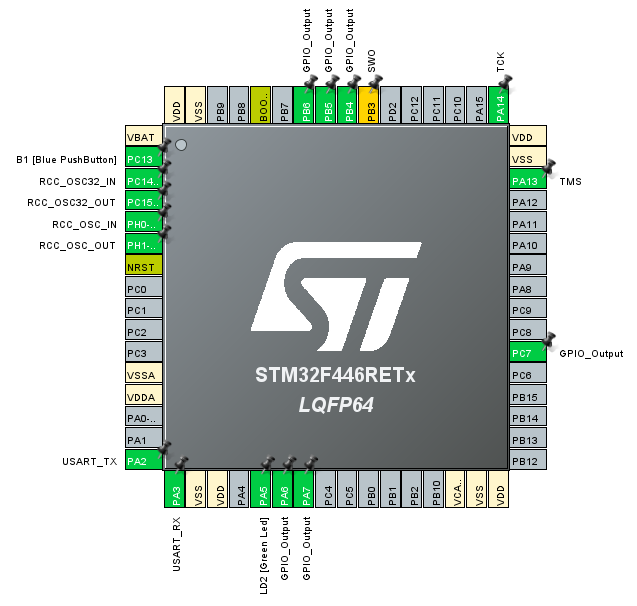 GPIO_Output
GPIO_Output
GPIO_Output
SWO
TCK
VDD
VSS
PB9
PB8
BOO..
PB7
PB6
PB5
PB4
PB3
PD2
PC12
PC11
PC10
PA15
PA14
VBAT
B1 [Blue PushButton] PC13
RCC_OSC32_IN PC14..
RCC_OSC32_OUT PC15..
RCC_OSC_IN PH0-..
RCC_OSC_OUT PH1-..
NRST
PC0
PC1
PC2
PC3
VSSA
VDDA
PA0-..
PA1
USART_TX PA2
STM32F446RETx
LQFP64
VDD
VSS
PA13 TMS
PA12
PA11
PA10
PA9
PA8
PC9
PC8
PC7 GPIO_Output
PC6
PB15
PB14
PB13
PB12
PA3
VSS
VDD
PA4
PA5
PA6
PA7
PC4
PC5
PB0
PB1
PB2
PB10
VCA..
VSS
VDD
USART_RX
LD2 [Green Led]
GPIO_Output
GPIO_Output